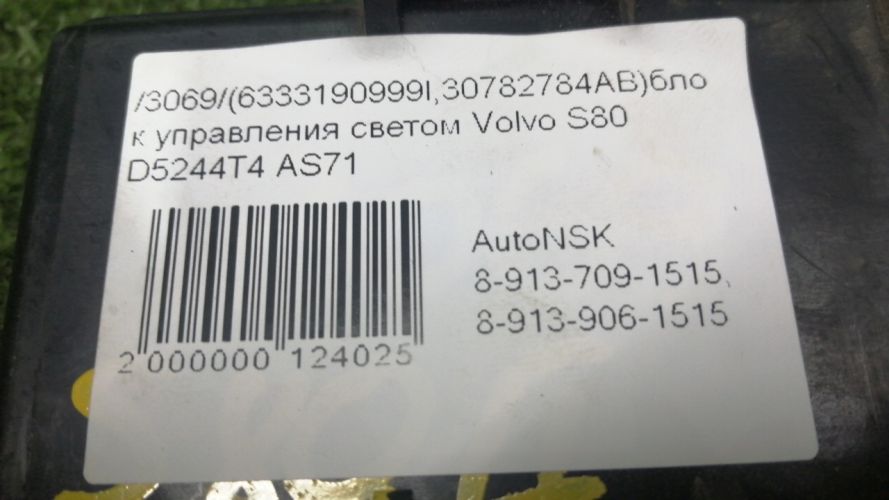 /3069/(6333190999I,30782784AB)бло
к управления светом Volvo S80
D5244T4 AS71
AutoNSK
8-913-709-1515,
8-913-906-1515
2 000000 124025